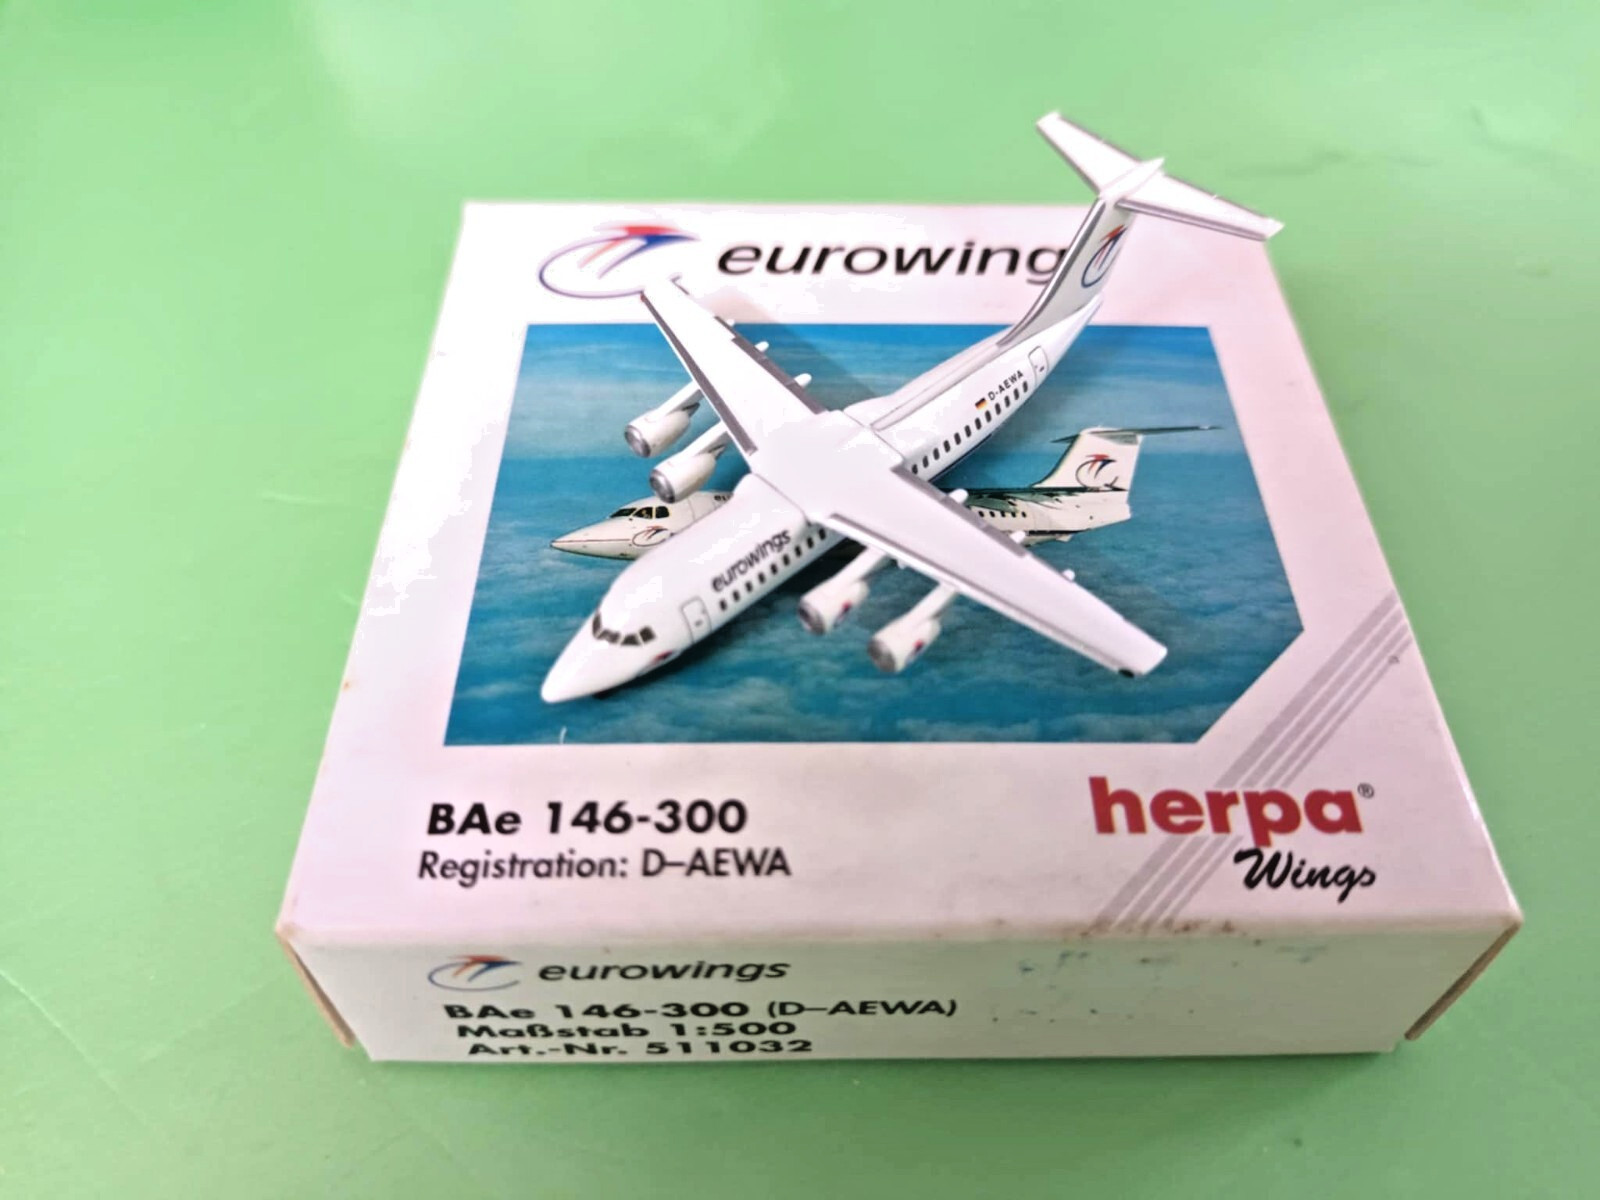 eurowing
D-AEWA
eurowings
BAe 146-300
Registration: D–AEWA
herpa®
Wings
eurowings
BAe 146-300 (D–AEWA)
Maßstab 1:500
Art.-Nr. 511032